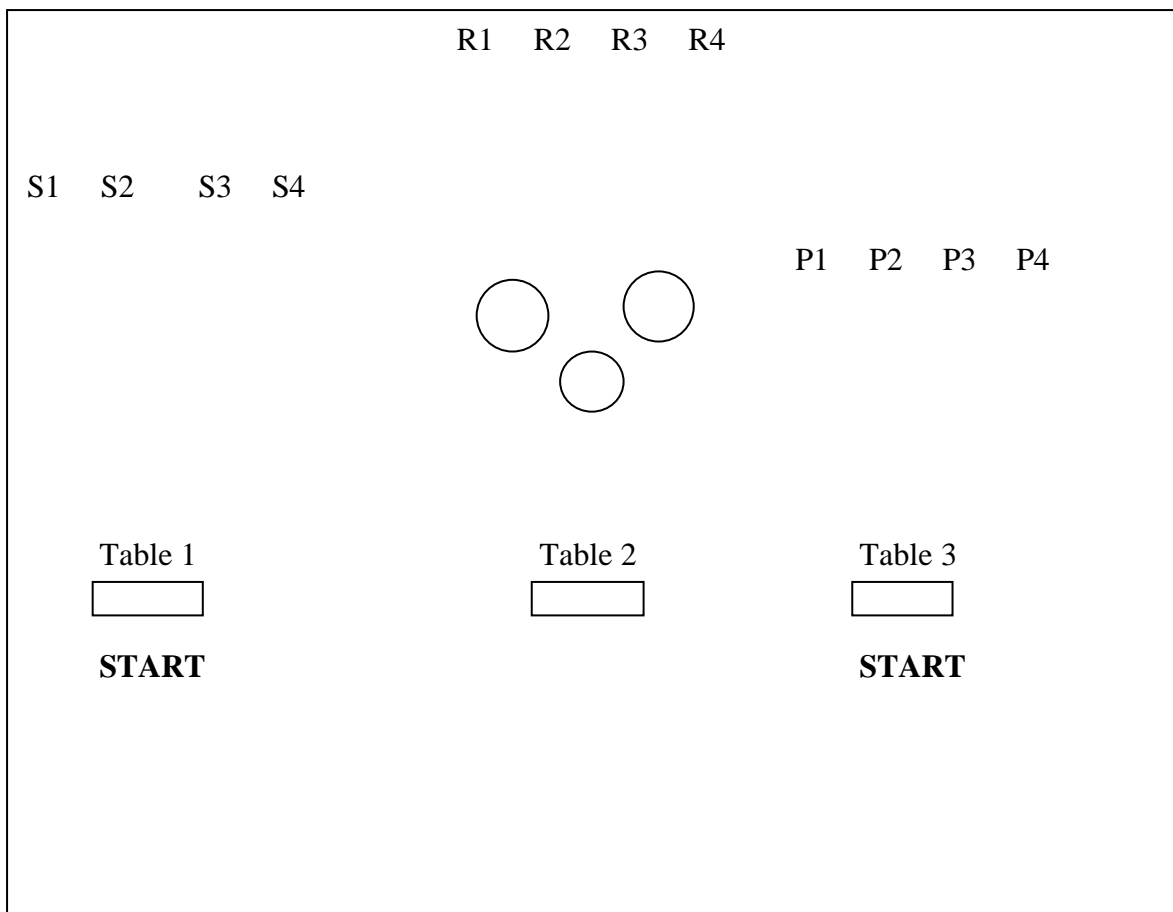 R1 R2 R3 R4
S1 S2 S3 S4
P1 P2 P3 P4
Table 1 Table 2 Table 3
START START